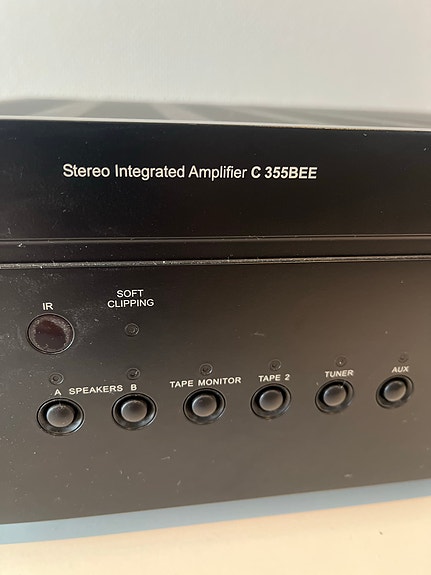 Stereo Integrated Amplifier C 355BEE
IR
SOFT
CLIPPING
A SPEAKERS B
TAPE MONITOR
TAPE 2
TUNER
AUX